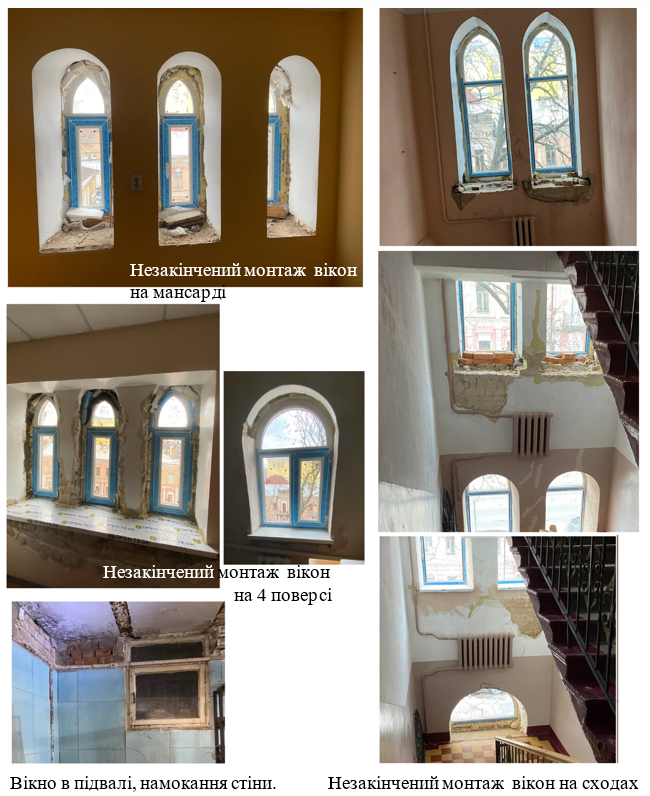 Незакінчений монтаж вікон
на мансарді
Незакінчений монтаж вікон
на 4 поверсі
Вікно в підвалі, намокання стіни.
Незакінчений монтаж вікон на сходах